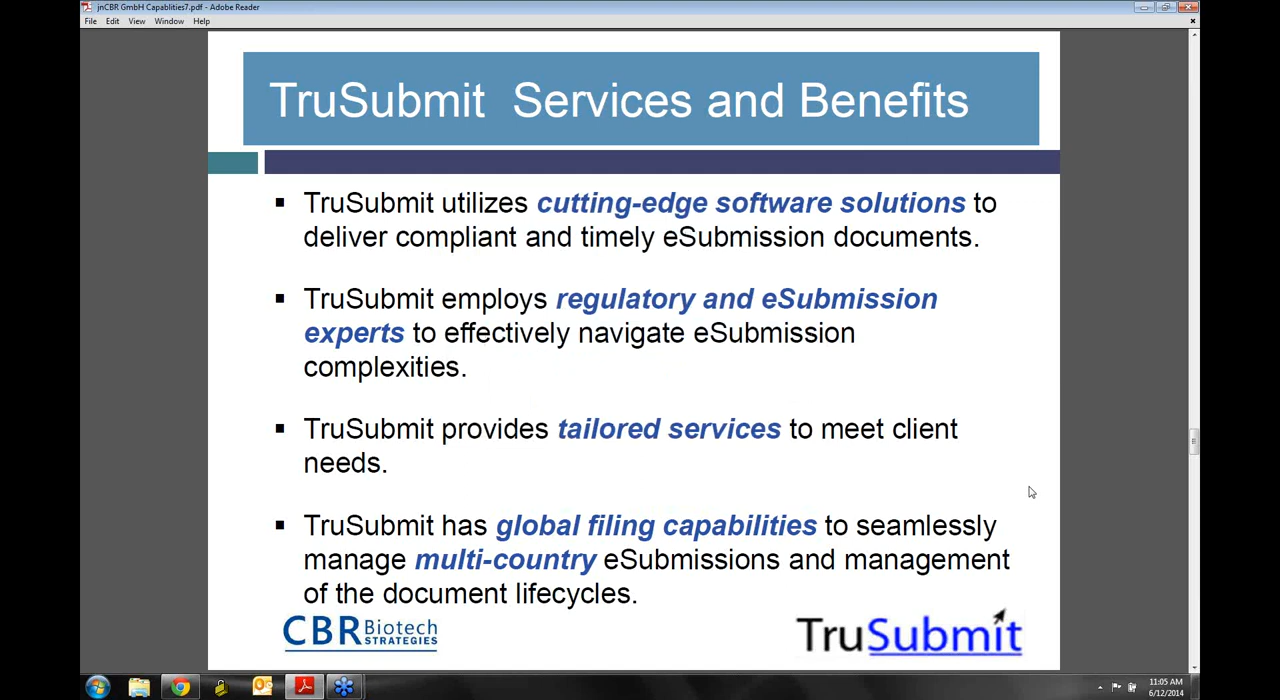 jnCBR GmbH Capablities7.pdf - Adobe Reader
File Edit View Window Help
TruSubmit Services and Benefits
▪ TruSubmit utilizes cutting-edge software solutions to
deliver compliant and timely eSubmission documents.
▪ TruSubmit employs regulatory and eSubmission
experts to effectively navigate eSubmission
complexities.
▪ TruSubmit provides tailored services to meet client
needs.
▪ TruSubmit has global filing capabilities to seamlessly
manage multi-country eSubmissions and management
of the document lifecycles.
CBR Biotech STRATEGIES
TruSubmit
11:05 AM
6/12/2014